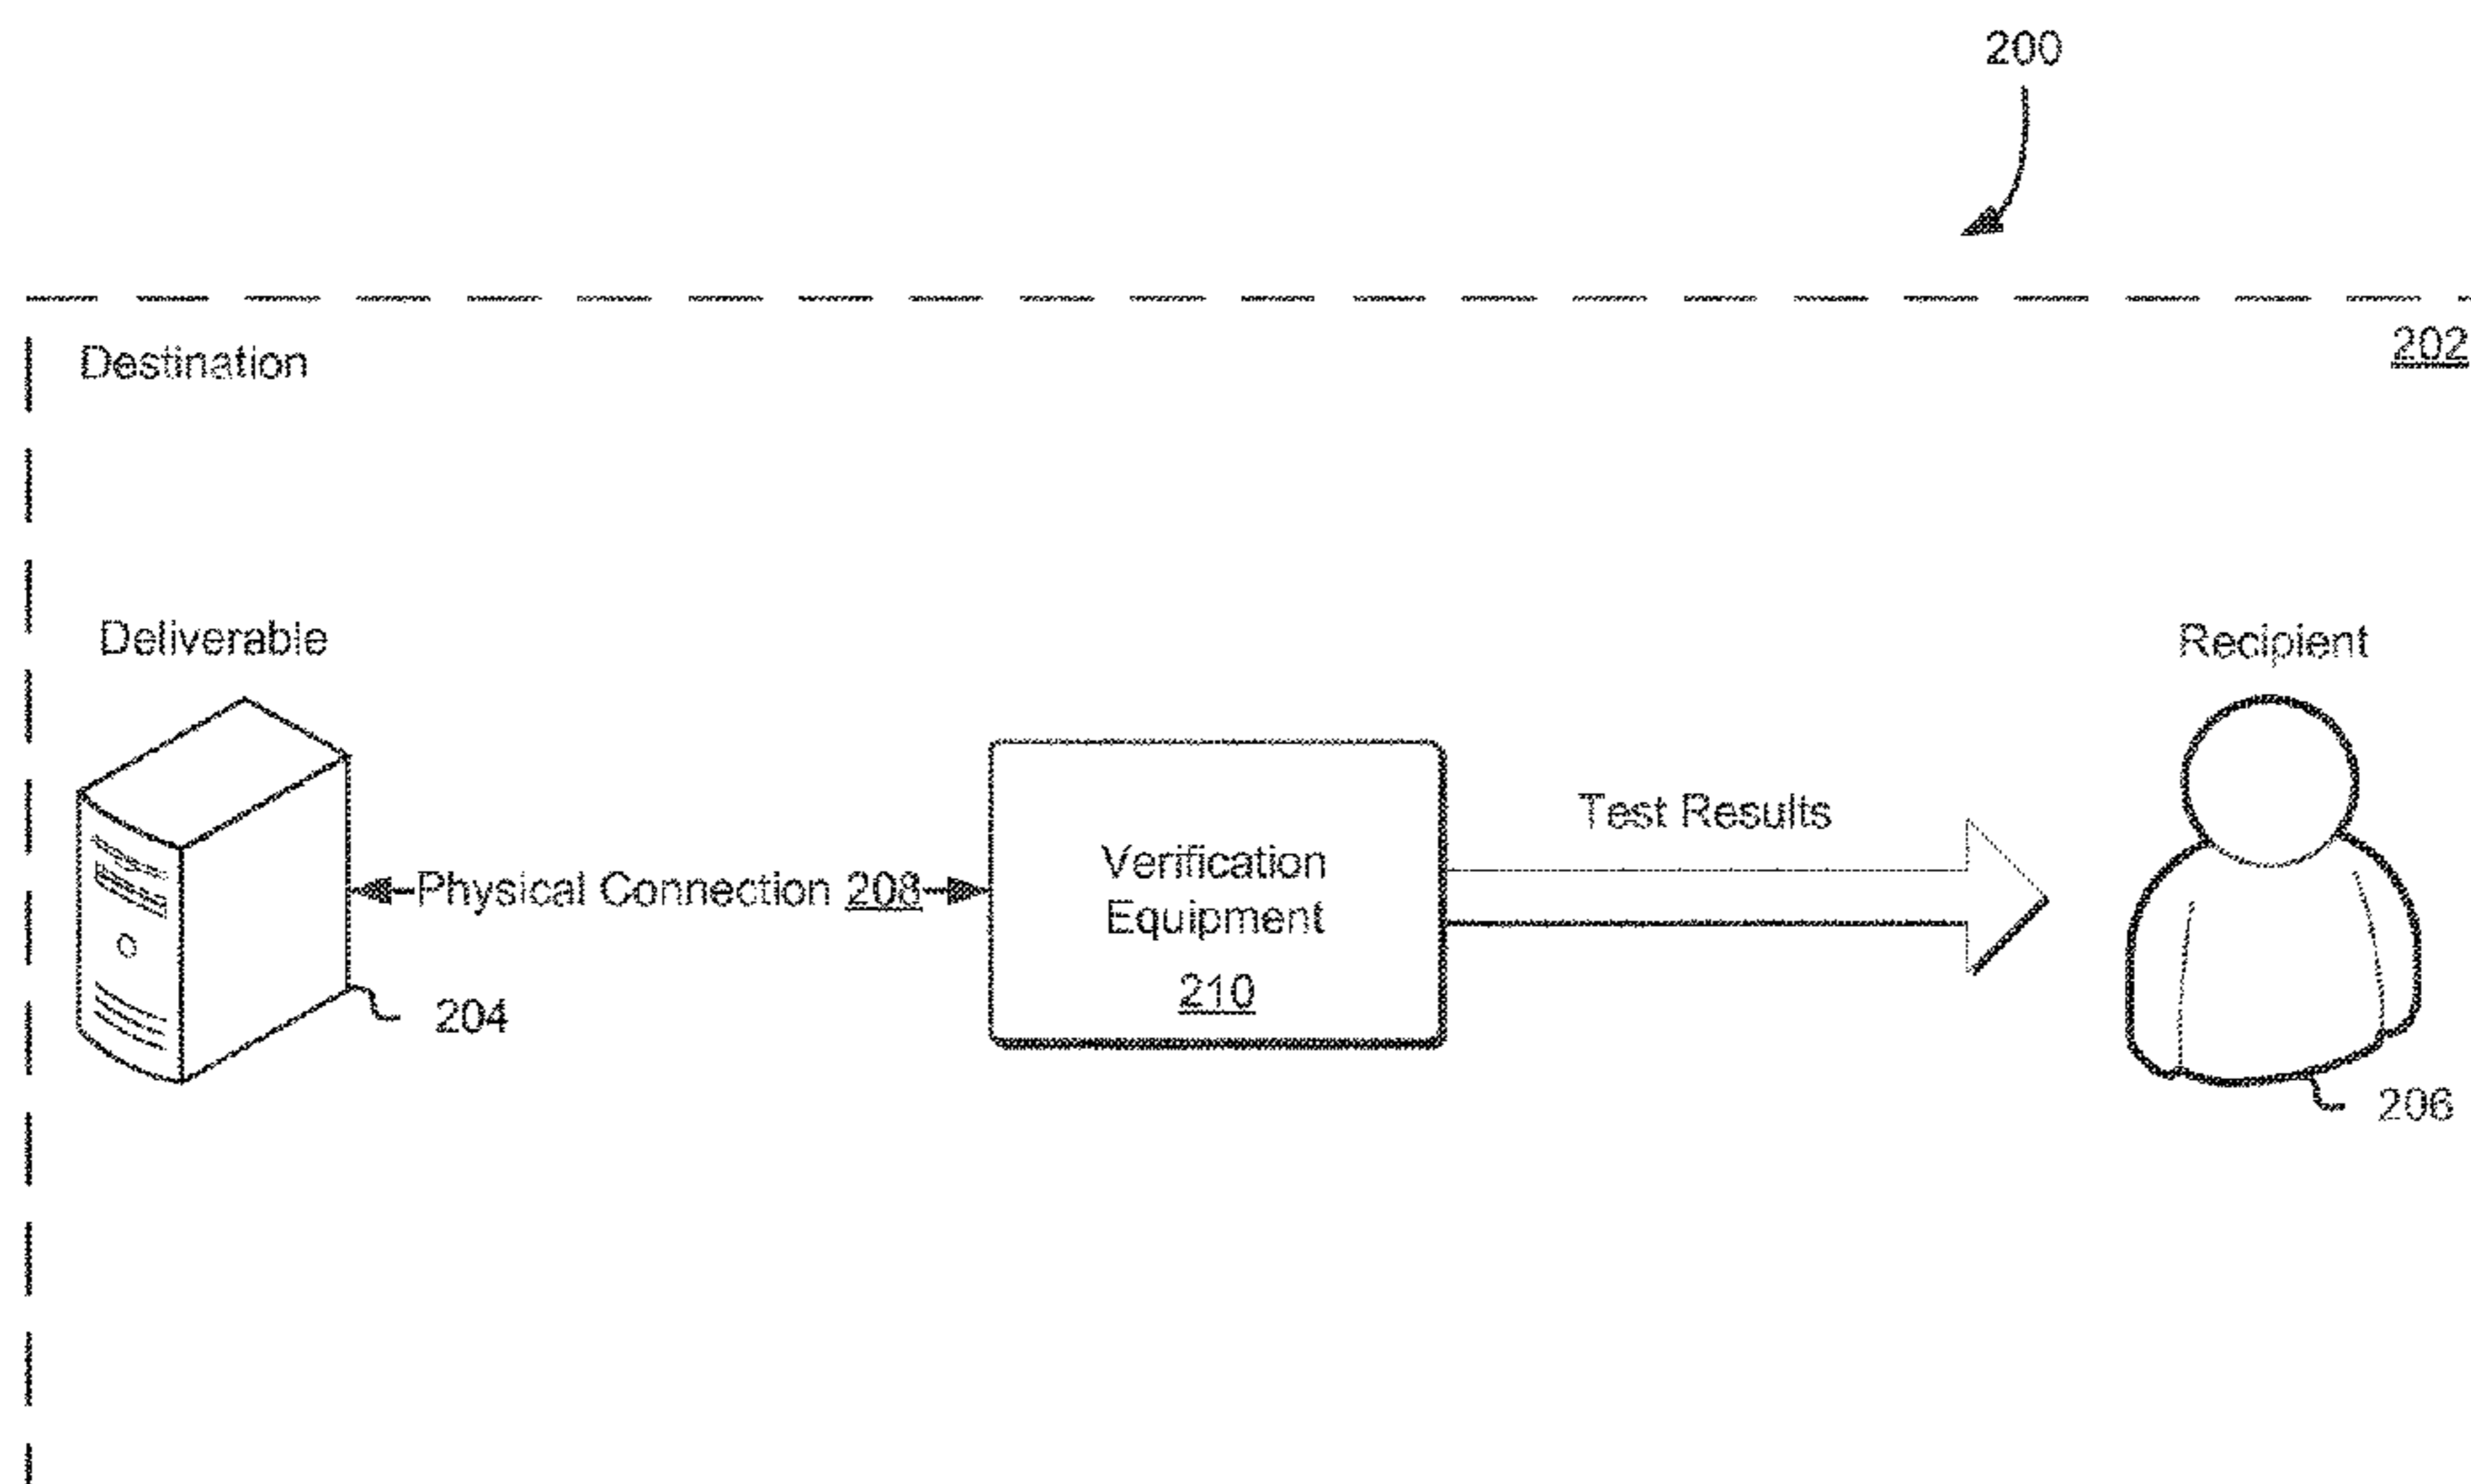 200
Destination
202
Deliverable
Recipient
Test Results
Physical Connection 208
Verification
Equipment
210
204
206